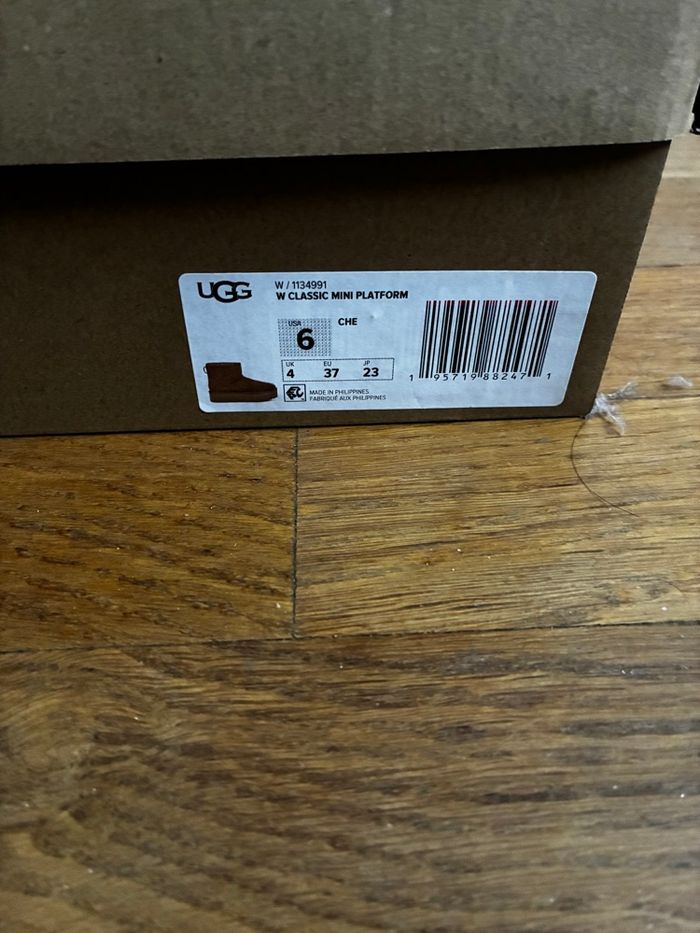 UGG
W / 1134991
W CLASSIC MINI PLATFORM
USA
6
CHE
UK EU JP
4 37 23
MADE IN PHILIPPINES
FABRIQUÉ AUX PHILIPPINES
1 95719 88247 1